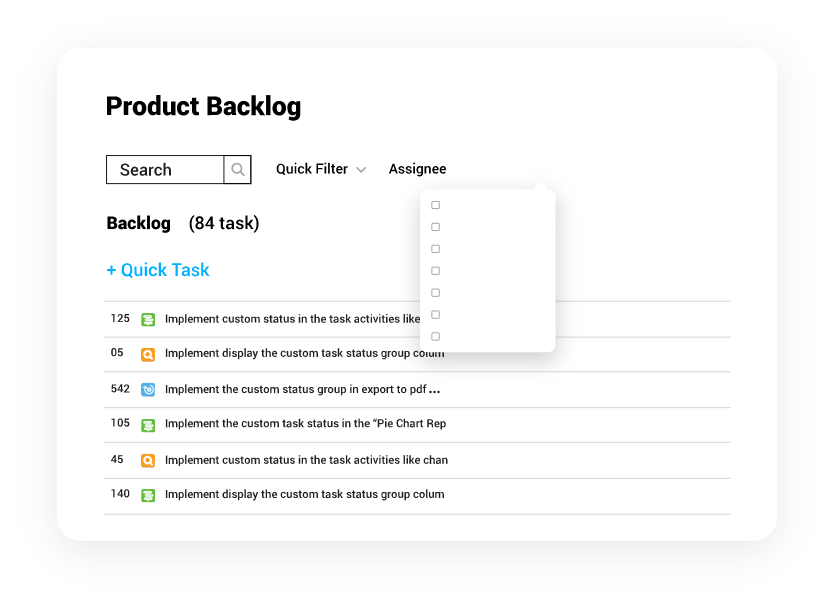 Product Backlog
Search Quick Filter Assignee
Backlog (84 task)
+ Quick Task
125 Implement custom status in the task activities like
05 Implement display the custom task status group colum
542 Implement the custom status group in export to pdf ...
105 Implement the custom task status in the “Pie Chart Rep
45 Implement custom status in the task activities like chan
140 Implement display the custom task status group colum